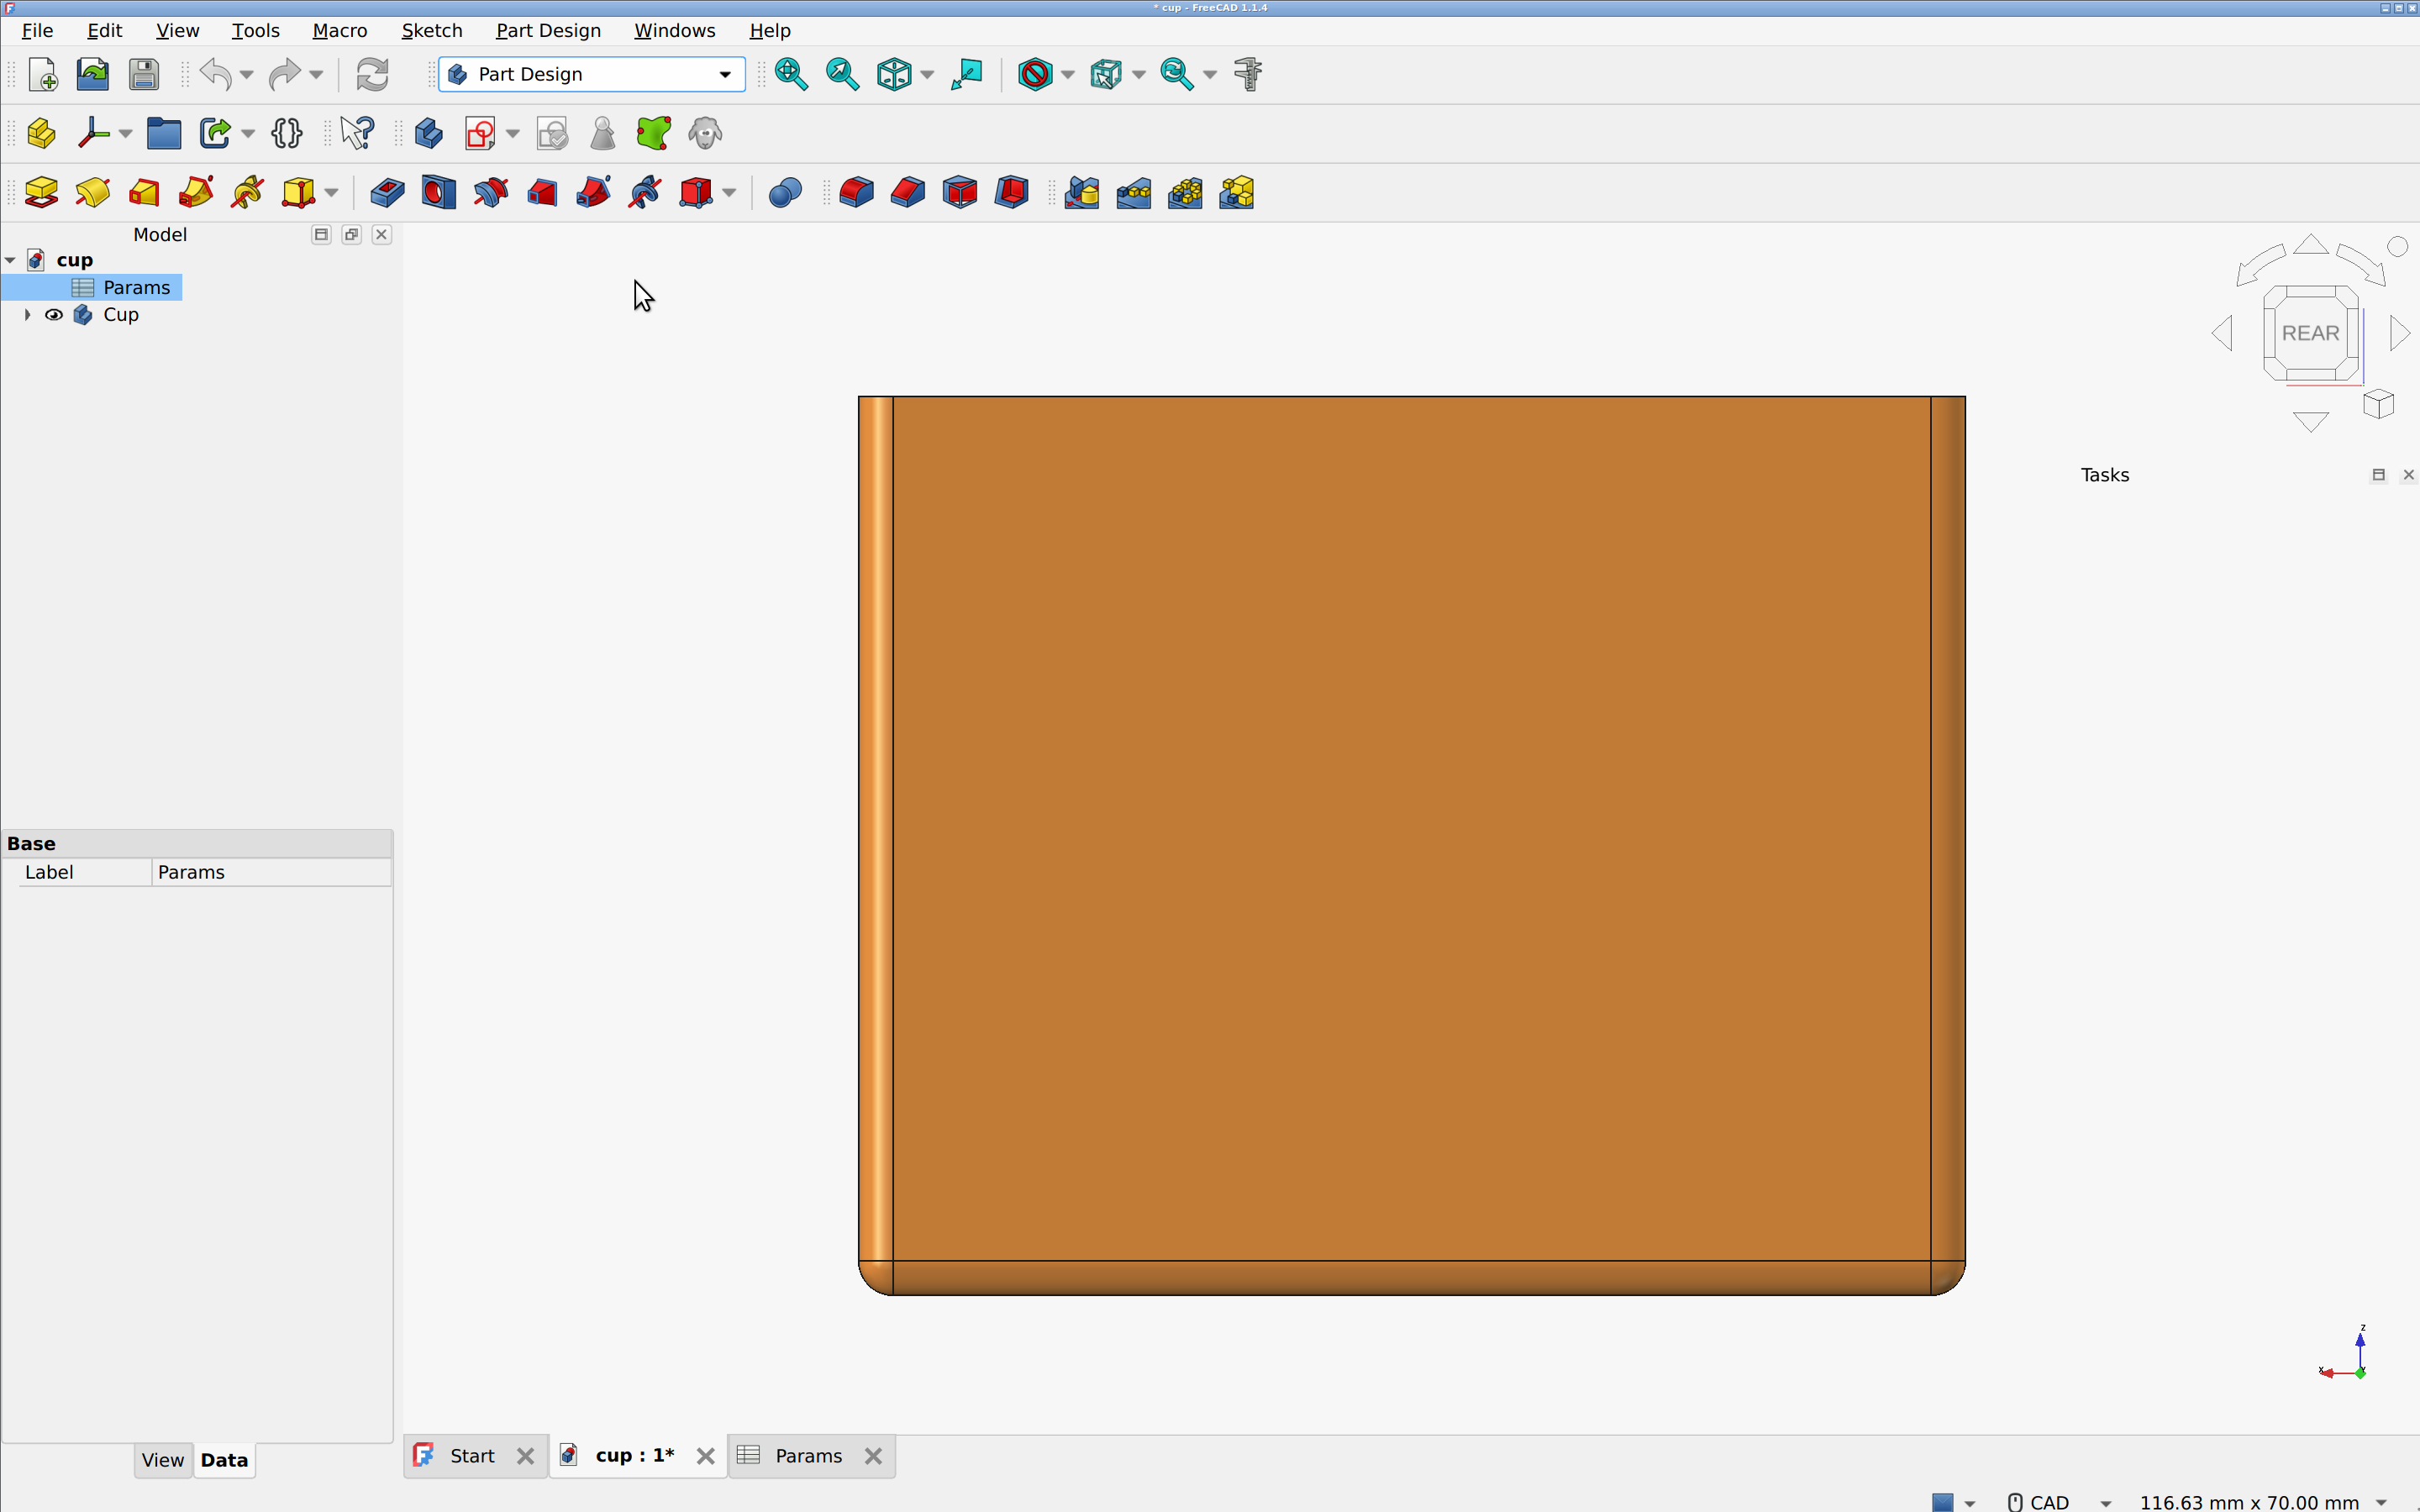 * cup - FreeCAD 1.1.4
File Edit View Tools Macro Sketch Part Design Windows Help
Part Design
Model
cup
Params
Cup
REAR
Tasks
Base
Label Params
z
x
View Data
Start cup : 1* Params
CAD 116.63 mm x 70.00 mm